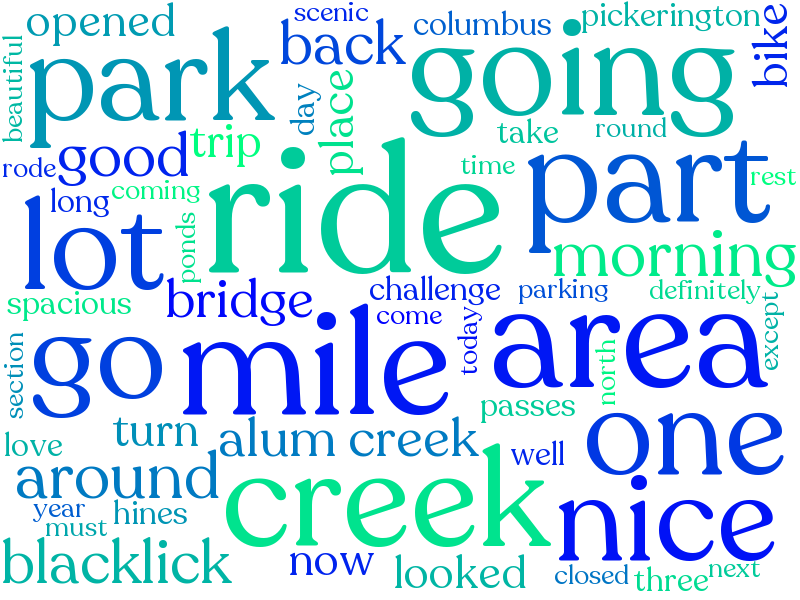 scenic
pickerington
opened
columbus
back
bike
beautiful
park
going
day
place
take
round
good
trip
rode
time
part
rest
long
coming
ride
lot
ponds
morning
bridge
challenge
parking
definitely
spacious
come
today
except
section
go
mile
area
north
passes
love
turn
alum creek
well
one
around
year
hines
must
creek
nice
blacklick
now
looked
closed
three
next